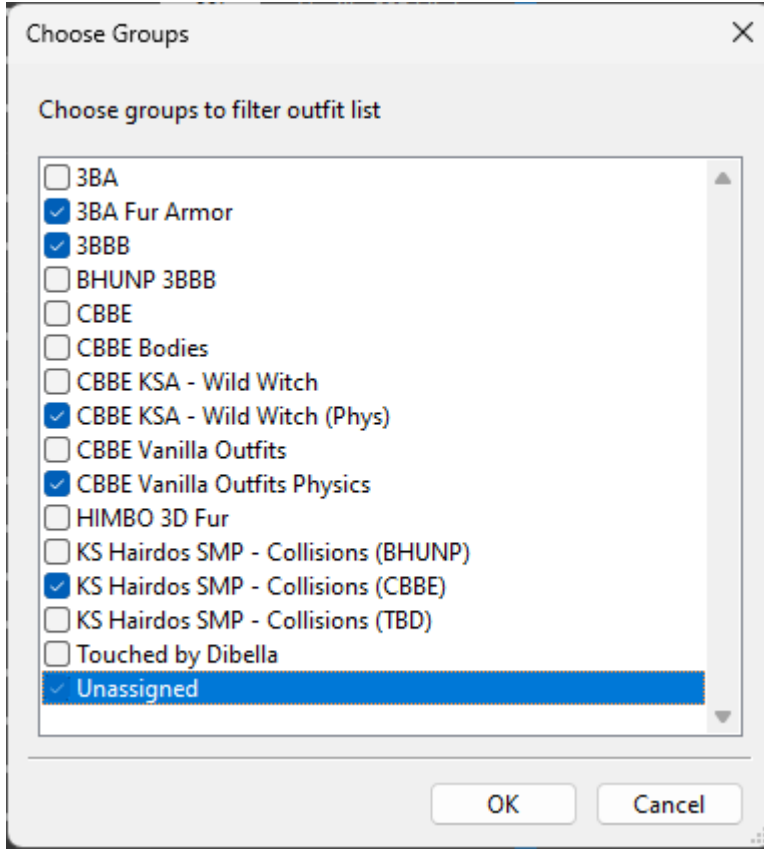 Choose Groups
Choose groups to filter outfit list
3BA
3BA Fur Armor
3BBB
BHUNP 3BBB
CBBE
CBBE Bodies
CBBE KSA - Wild Witch
CBBE KSA - Wild Witch (Phys)
CBBE Vanilla Outfits
CBBE Vanilla Outfits Physics
HIMBO 3D Fur
KS Hairdos SMP - Collisions (BHUNP)
KS Hairdos SMP - Collisions (CBBE)
KS Hairdos SMP - Collisions (TBD)
Touched by Dibella
Unassigned
OK Cancel